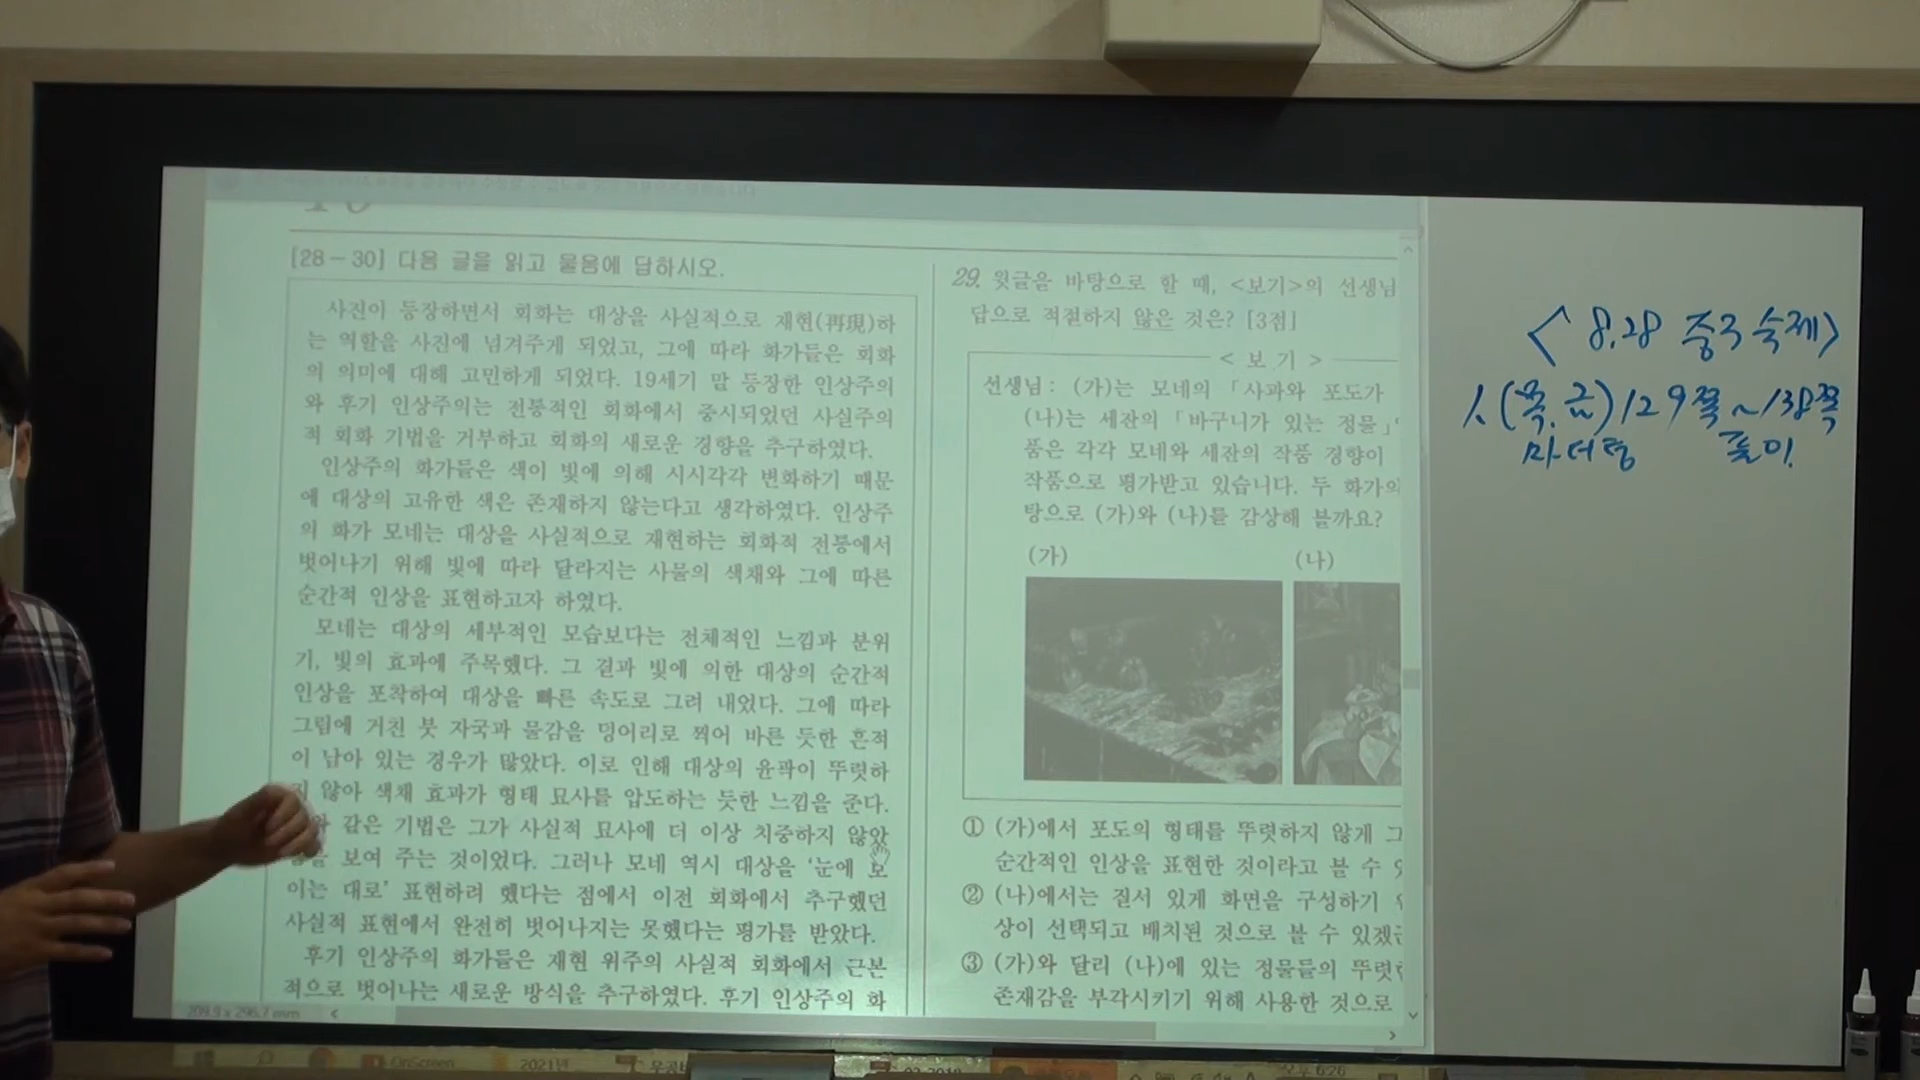 [28-30] 다음 글을 읽고 물음에 답하시오.
사진이 등장하면서 회화는 대상을 사실적으로 재현(再現)하
는 역할을 사진에 넘겨주게 되었고, 그에 따라 화가들은 회화
의 의미에 대해 고민하게 되었다. 19세기 말 등장한 인상주의
와 후기 인상주의는 전통적인 회화에서 중시되었던 사실주의
적 회화 기법을 거부하고 회화의 새로운 경향을 추구하였다.
인상주의 화가들은 색이 빛에 의해 시시각각 변화하기 때문
에 대상의 고유한 색은 존재하지 않는다고 생각하였다. 인상주
의 화가 모네는 대상을 사실적으로 재현하는 회화적 전통에서
벗어나기 위해 빛에 따라 달라지는 사물의 색채와 그에 따른
순간적 인상을 표현하고자 하였다.
모네는 대상의 세부적인 모습보다는 전체적인 느낌과 분위
기, 빛의 효과에 주목했다. 그 결과 빛에 의한 대상의 순간적
인상을 포착하여 대상을 빠른 속도로 그려 내었다. 그에 따라
그림에 거친 붓 자국과 물감을 덩어리로 찍어 바른 듯한 흔적
이 남아 있는 경우가 많았다. 이로 인해 대상의 윤곽이 뚜렷하
지 않아 색채 효과가 형태 묘사를 압도하는 듯한 느낌을 준다.
같은 기법은 그가 사실적 묘사에 더 이상 치중하지 않았
보여 주는 것이었다. 그러나 모네 역시 대상을 '눈에 보
이는 대로' 표현하려 했다는 점에서 이전 회화에서 추구했던
사실적 표현에서 완전히 벗어나지는 못했다는 평가를 받았다.
후기 인상주의 화가들은 재현 위주의 사실적 회화에서 근본
적으로 벗어나는 새로운 방식을 추구하였다. 후기 인상주의 화
209.9 x 296.7 mm
29. 윗글을 바탕으로 할 때, <보기>의 선생님
답으로 적절하지 않은 것은? [3점]
< 보 기 >
선생님: (가)는 모네의 「사과와 포도가
(나)는 세잔의 「바구니가 있는 정물」
품은 각각 모네와 세잔의 작품 경향이
작품으로 평가받고 있습니다. 두 화가의
탕으로 (가)와 (나)를 감상해 볼까요?
(가) (나)
① (가)에서 포도의 형태를 뚜렷하지 않게 그
순간적인 인상을 표현한 것이라고 볼 수
② (나)에서는 질서 있게 화면을 구성하기
상이 선택되고 배치된 것으로 볼 수 있겠
③ (가)와 달리 (나)에 있는 정물들의 뚜렷
존재감을 부각시키기 위해 사용한 것으로
<8.28 중3 숙제>
1. (목, 금) 129쪽~138쪽
마더텅 풀이.
OnScreen
2021년